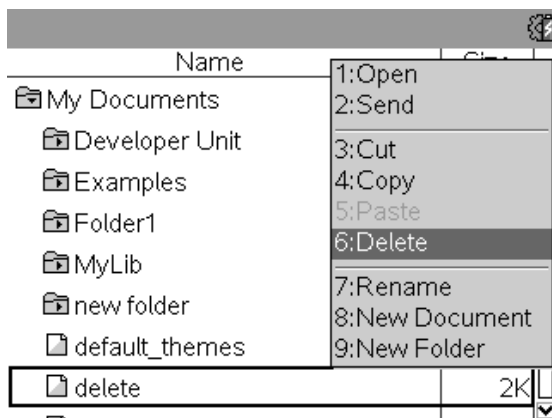 Name
My Documents
Developer Unit
Examples
Folder1
MyLib
new folder
default_themes
delete 2K
1:Open
2:Send
3:Cut
4:Copy
5:Paste
6:Delete
7:Rename
8:New Document
9:New Folder